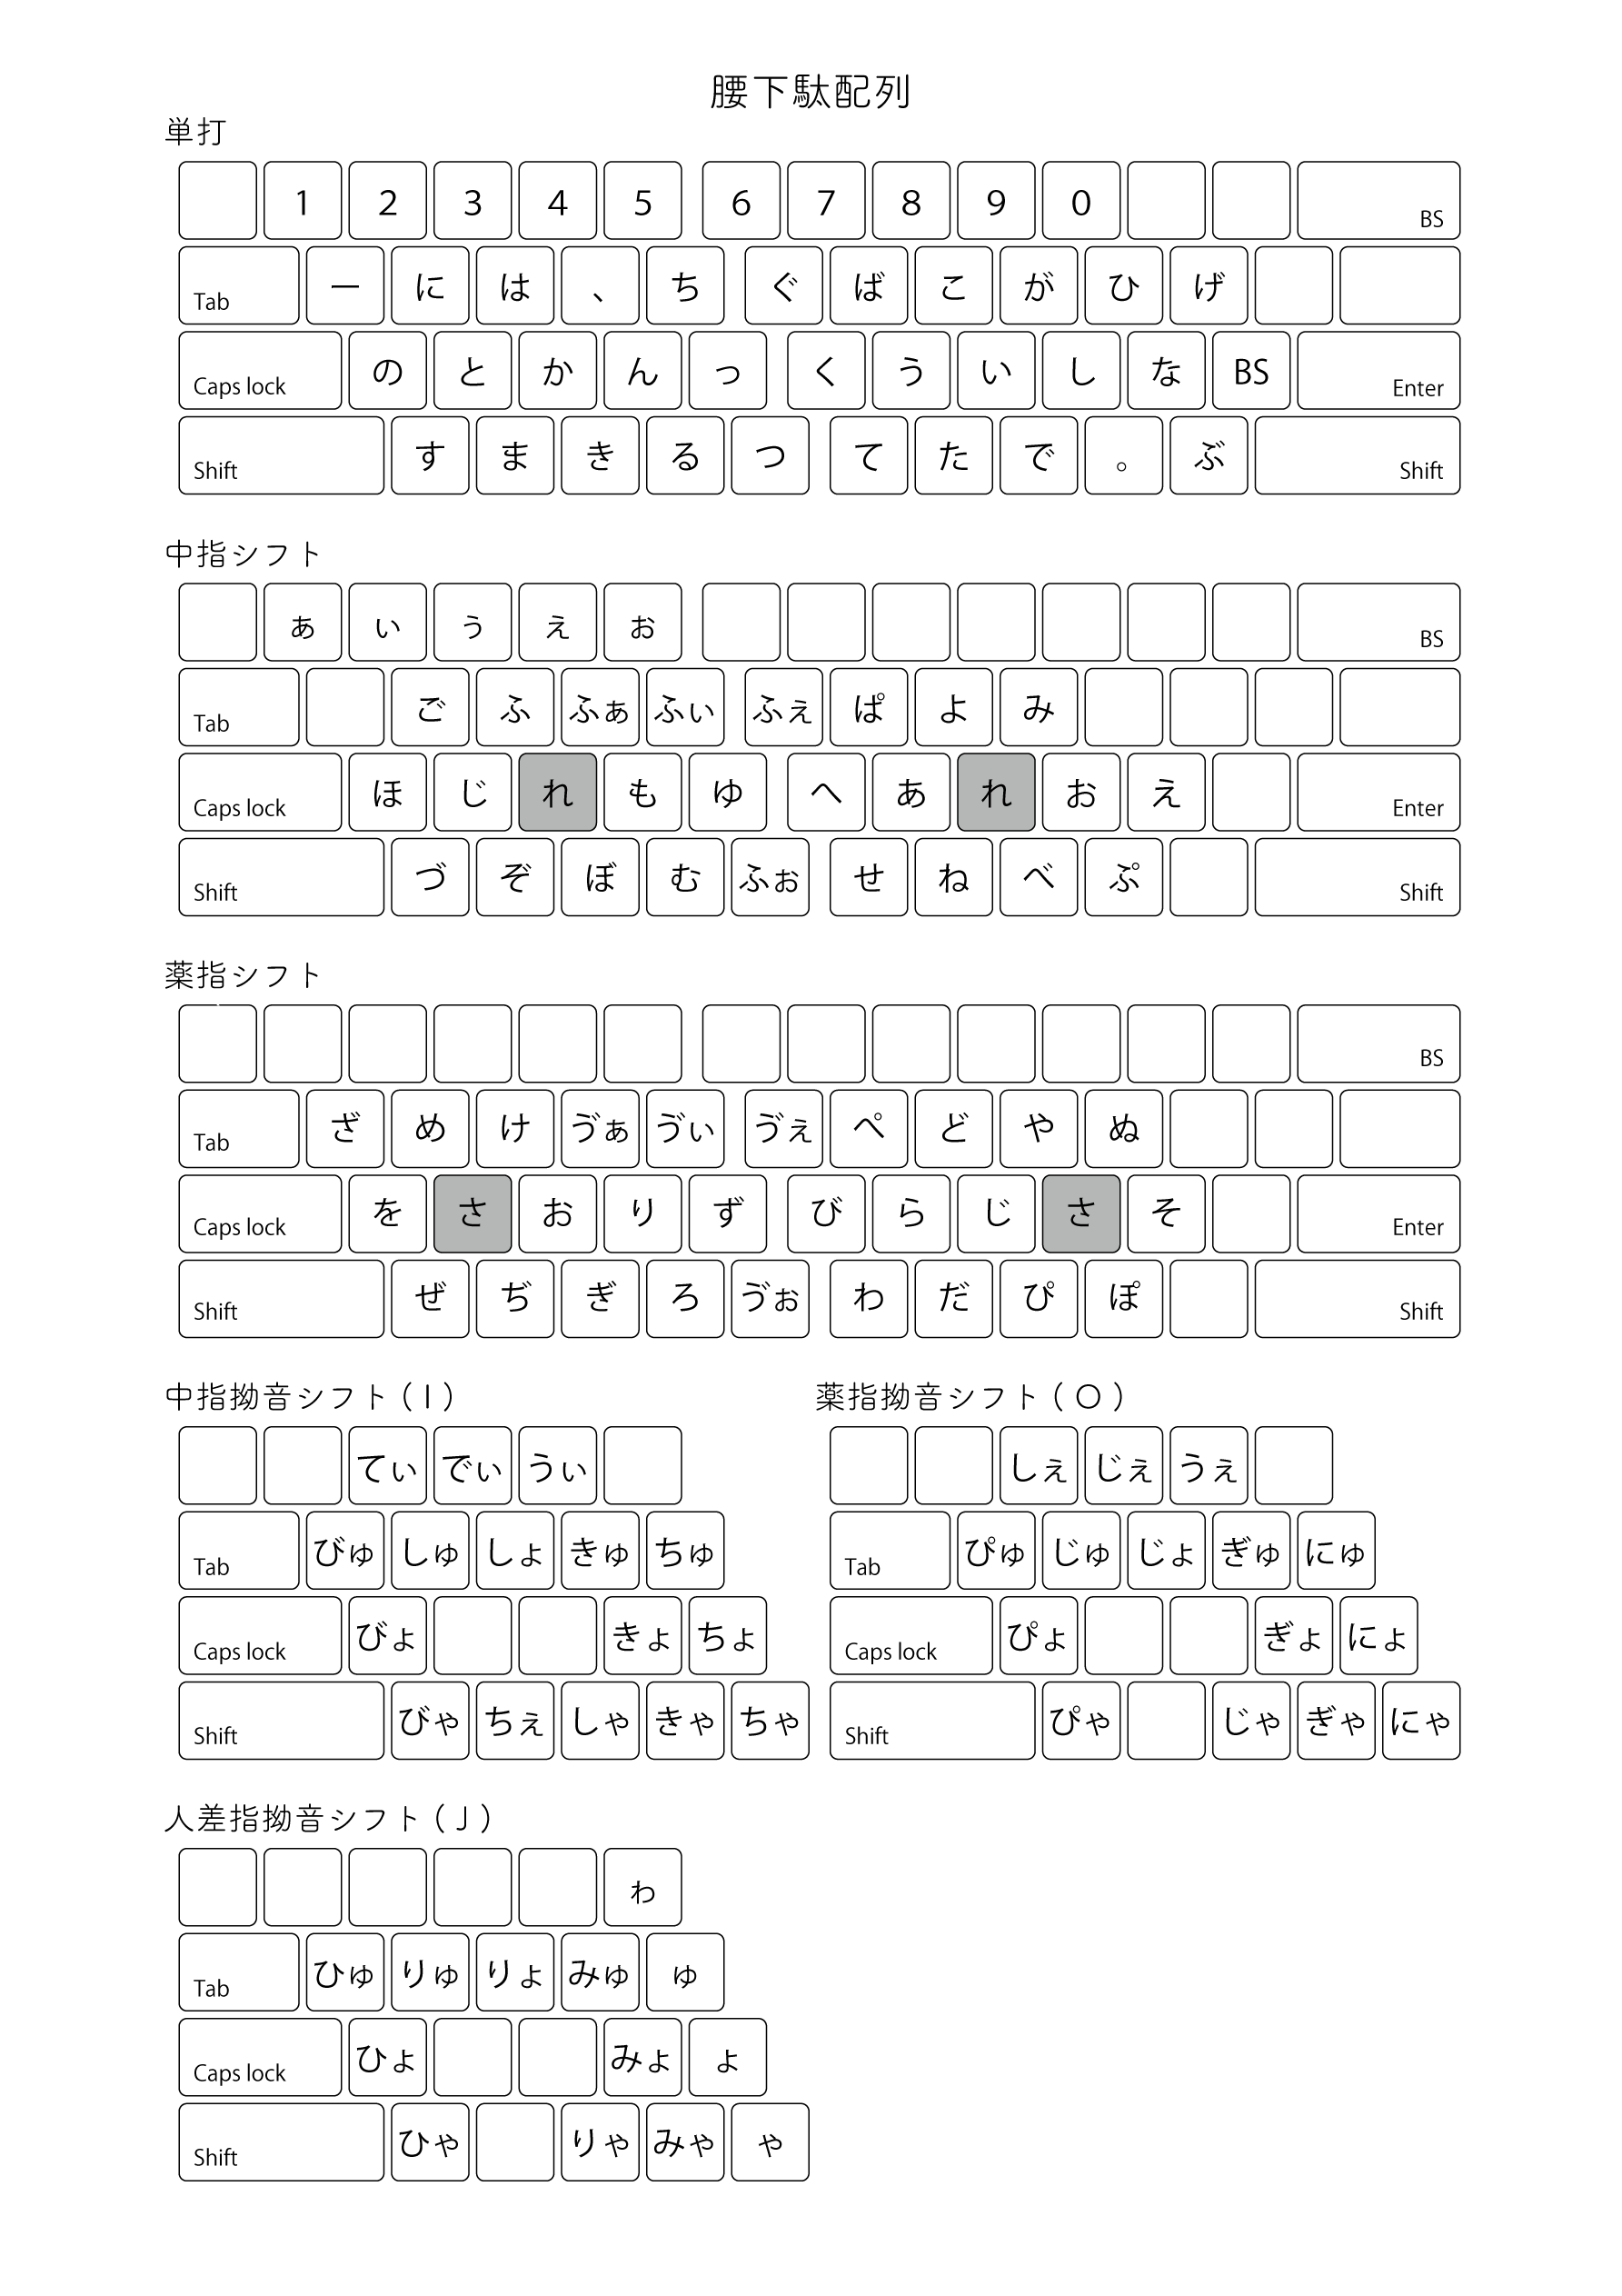 腰下駄配列
単打
1 2 3 4 5 6 7 8 9 0 BS
Tab ー に は 、 ち ぐ ば こ が ひ げ
Caps lock の と か ん っ く う い し な BS Enter
Shift す ま き る つ て た で 。 ぶ Shift
中指シフト
ぁ ぃ ぅ ぇ ぉ BS
Tab ご ふ ふぁ ふぃ ふぇ ぱ よ み
Caps lock ほ じ れ も ゆ へ あ れ お え Enter
Shift づ ぞ ぼ む ふぉ せ ね べ ぷ Shift
薬指シフト
BS
Tab ざ め け ゔぁ ゔぃ ゔぇ ぺ ど や ぬ
Caps lock を さ お り ず び ら じ さ そ Enter
Shift ぜ ぢ ぎ ろ ゔぉ わ だ ぴ ぽ Shift
中指拗音シフト(I)
てぃ でぃ うぃ
Tab びゅ しゅ しょ きゅ ちゅ
Caps lock びょ きょ ちょ
Shift びゃ ちぇ しゃ きゃ ちゃ
薬指拗音シフト(O)
しぇ じぇ うぇ
Tab ぴゅ じゅ じょ ぎゅ にゅ
Caps lock ぴょ ぎょ にょ
Shift ぴゃ じゃ ぎゃ にゃ
人差指拗音シフト(J)
ゎ
Tab ひゅ りゅ りょ みゅ ゅ
Caps lock ひょ みょ ょ
Shift ひゃ りゃ みゃ ゃ